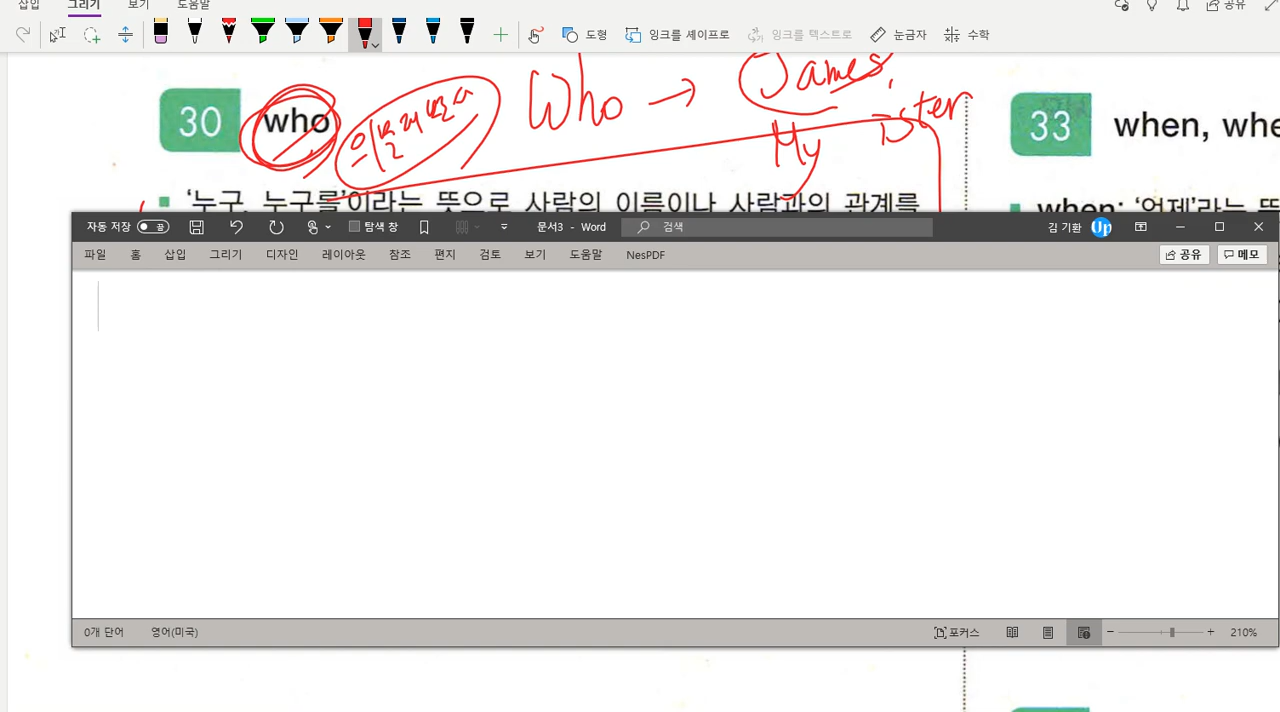 삽입 그리기 보기 도움말 공유
도형 잉크를 셰이프로 잉크를 텍스트로 눈금자 수학
30 who
Who → James,
My sister
33 when, whe
'누구, 누구를'이라는 뜻으로 사람의 이름이나 사람과의 관계를
when: '언제'라는 뜻
자동 저장 끔 탐색 창 문서3 - Word 검색 김 기환 Up
파일 홈 삽입 그리기 디자인 레이아웃 참조 편지 검토 보기 도움말 NesPDF 공유 메모
0개 단어 영어(미국) 포커스 210%